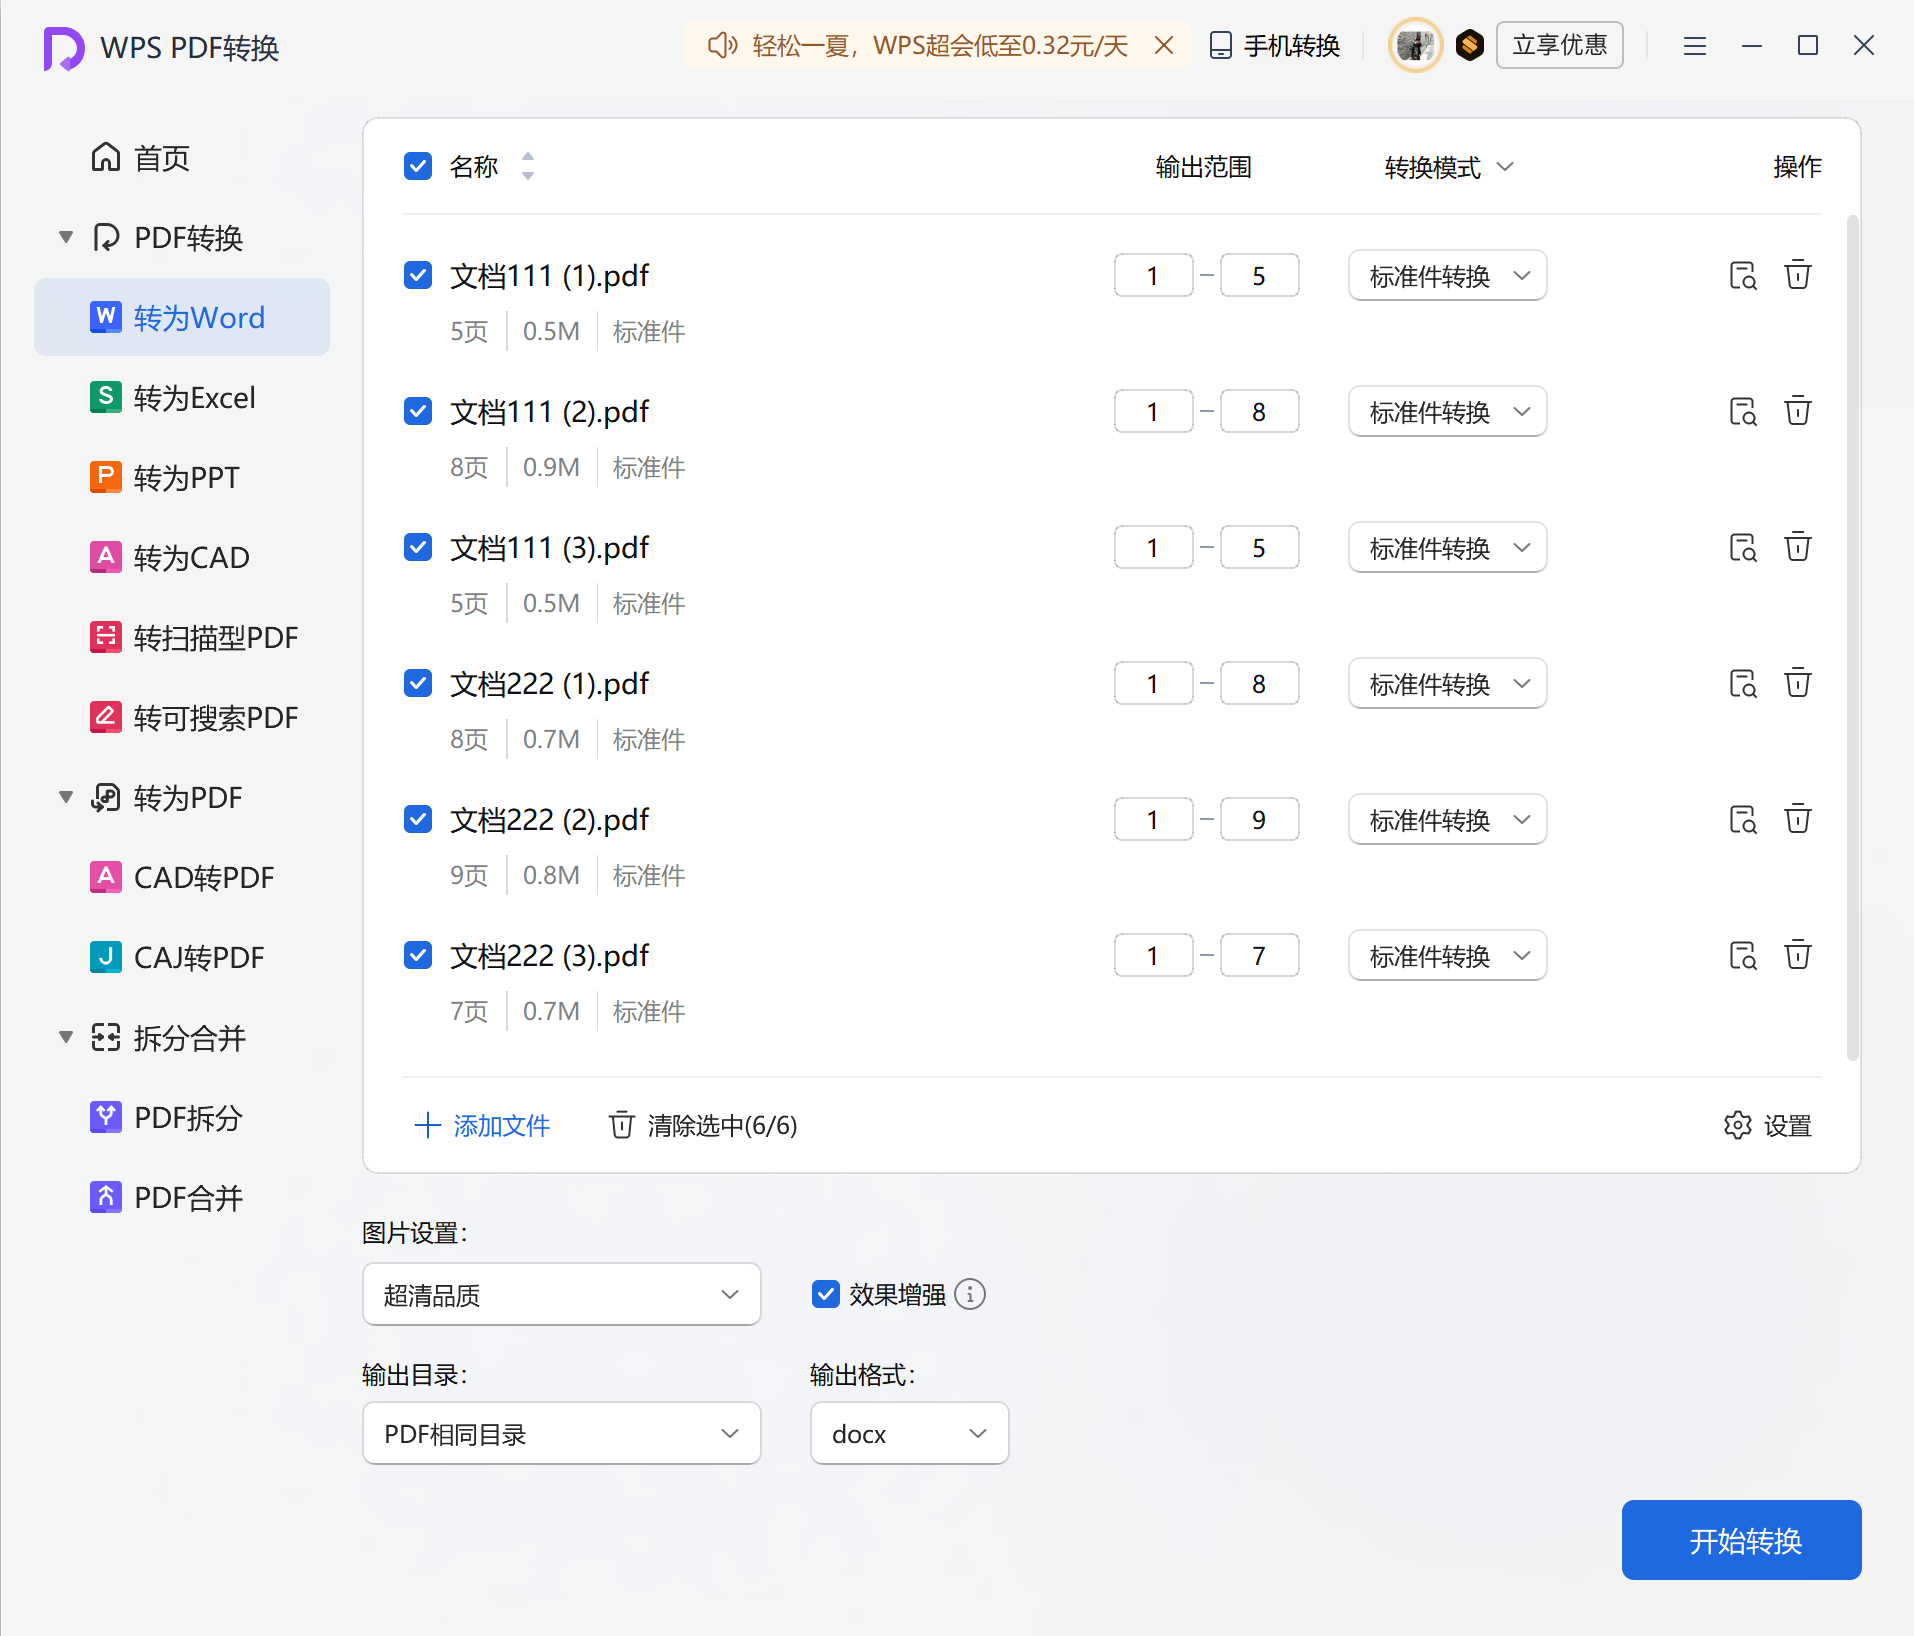 WPS PDF转换
轻松一夏，WPS超会低至0.32元/天
手机转换
立享优惠
首页
PDF转换
W 转为Word
S 转为Excel
P 转为PPT
A 转为CAD
转扫描型PDF
转可搜索PDF
转为PDF
A CAD转PDF
J CAJ转PDF
拆分合并
PDF拆分
PDF合并
名称 输出范围 转换模式 操作
文档111 (1).pdf 1 - 5 标准件转换
5页 0.5M 标准件
文档111 (2).pdf 1 - 8 标准件转换
8页 0.9M 标准件
文档111 (3).pdf 1 - 5 标准件转换
5页 0.5M 标准件
文档222 (1).pdf 1 - 8 标准件转换
8页 0.7M 标准件
文档222 (2).pdf 1 - 9 标准件转换
9页 0.8M 标准件
文档222 (3).pdf 1 - 7 标准件转换
7页 0.7M 标准件
添加文件 清除选中(6/6) 设置
图片设置：
超清品质 效果增强
输出目录： 输出格式：
PDF相同目录 docx
开始转换